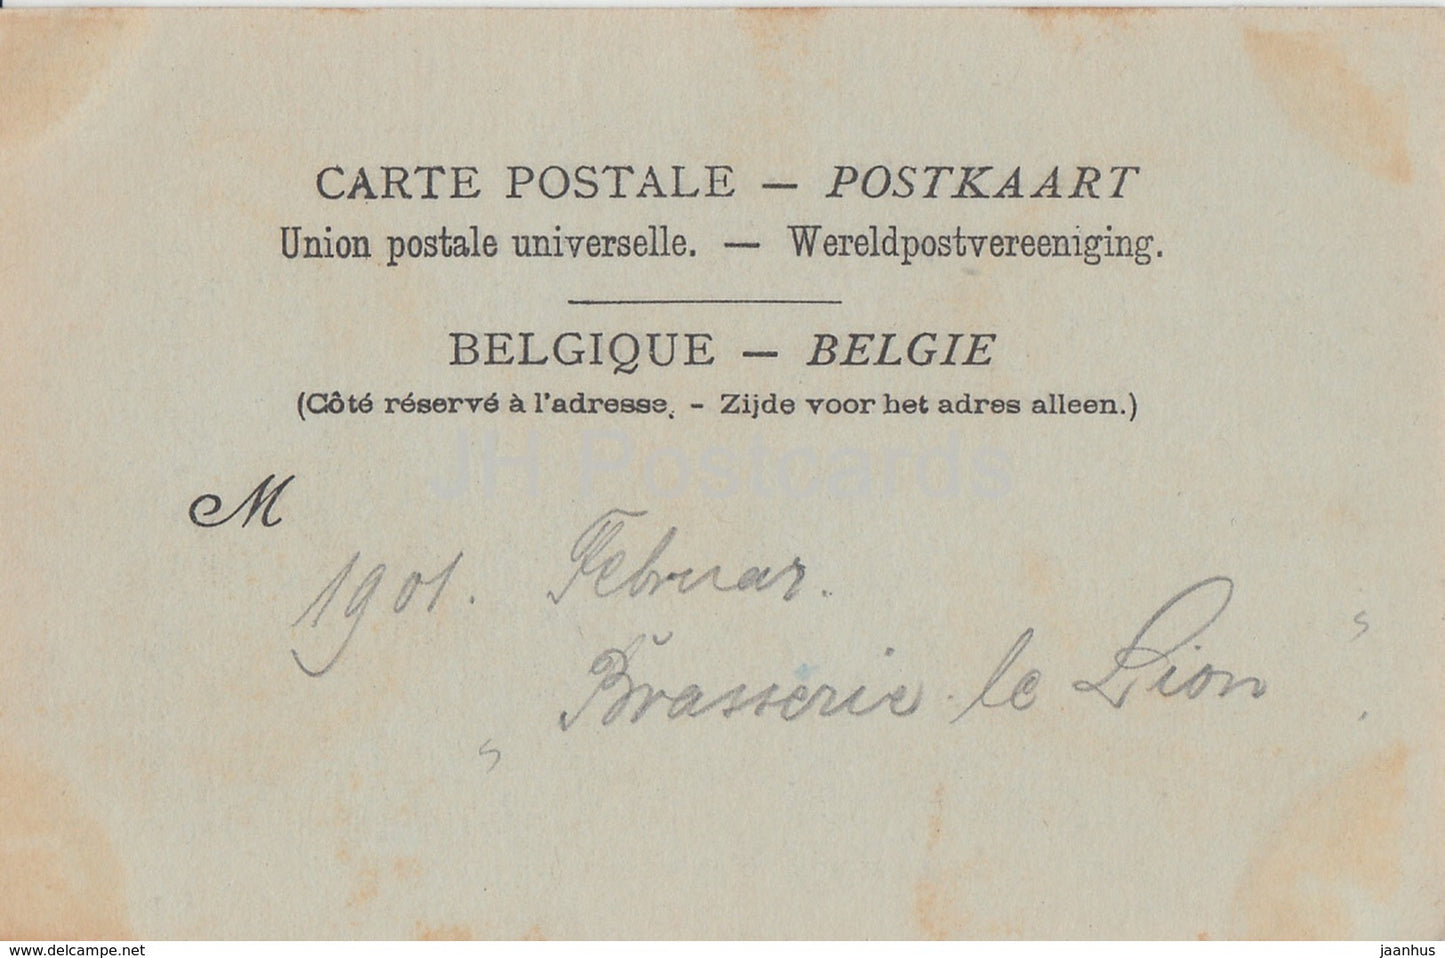 CARTE POSTALE — POSTKAART
Union postale universelle. — Wereldpostvereeniging.
BELGIQUE — BELGIE
(Côté réservé à l'adresse. - Zijde voor het adres alleen.)
JH Postcards
M
1901. Februar.
„Brasserie le Lion“.
www.delcampe.net
jaanhus